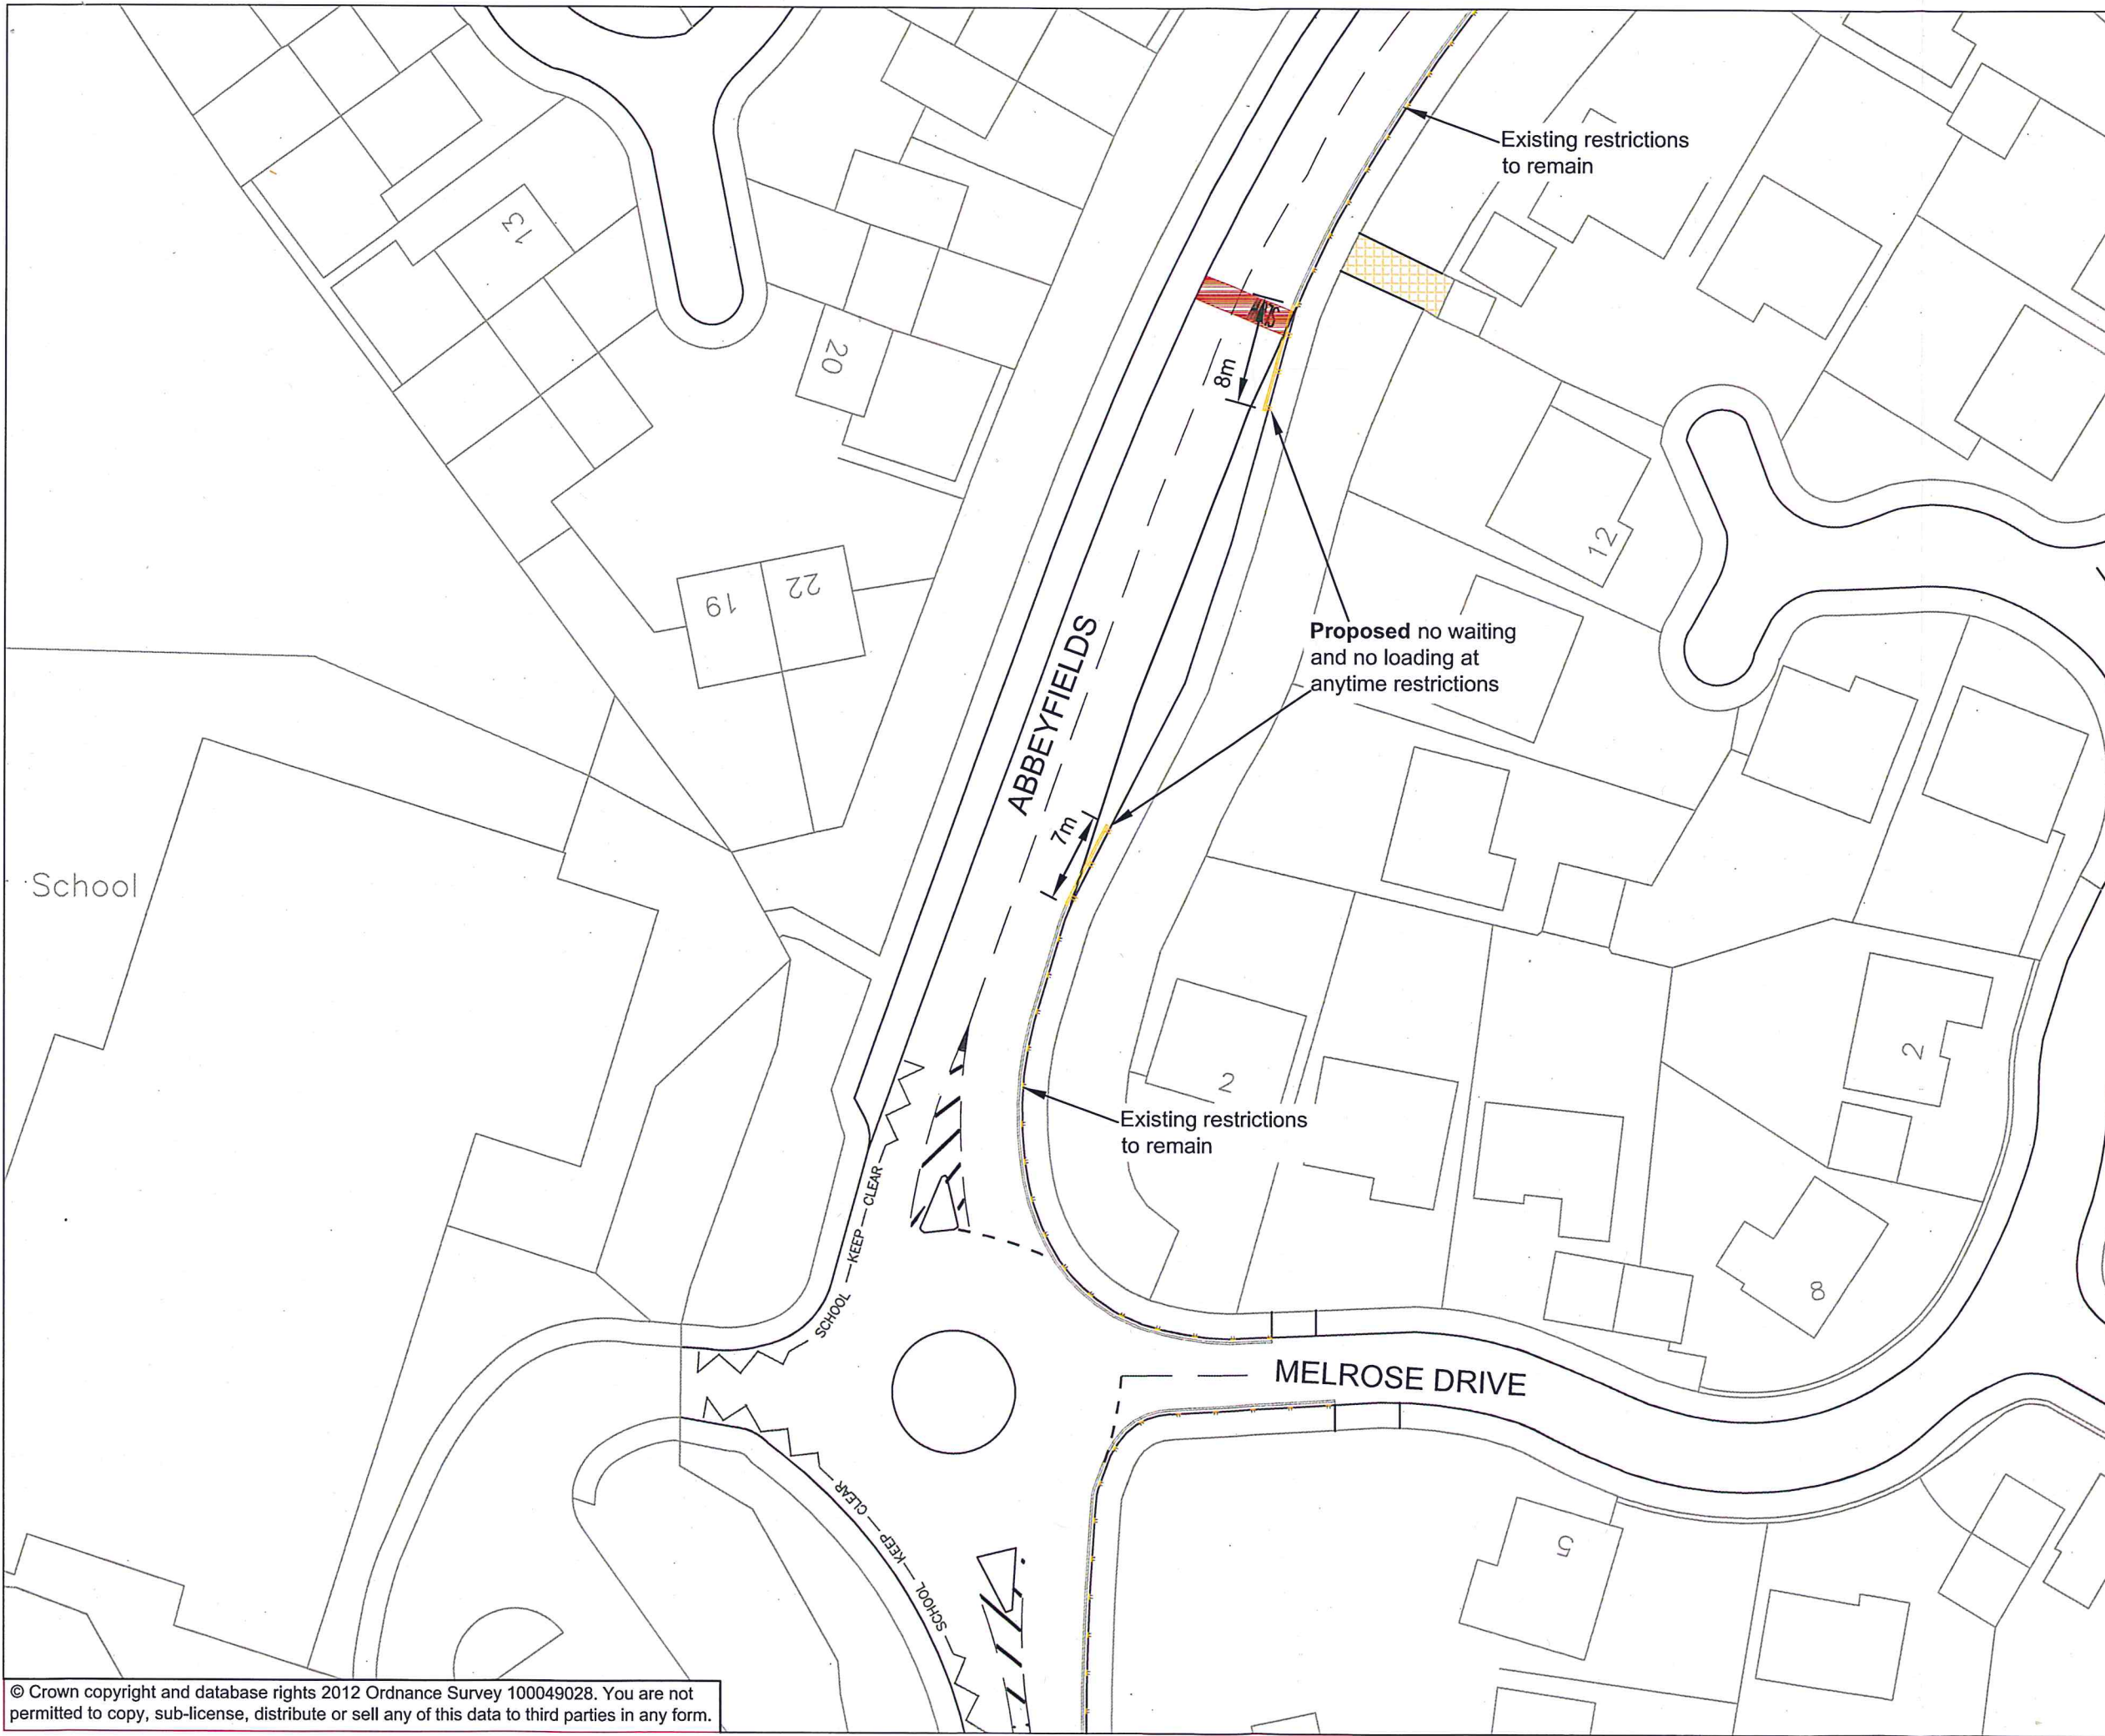 Existing restrictions
to remain
13
20
8m
12
19
22
Proposed no waiting
and no loading at
anytime restrictions
ABBEYFIELDS
7m
School
2
2
Existing restrictions
to remain
SCHOOL — KEEP — CLEAR
8
MELROSE DRIVE
SCHOOL — KEEP — CLEAR
5
© Crown copyright and database rights 2012 Ordnance Survey 100049028. You are not
permitted to copy, sub-license, distribute or sell any of this data to third parties in any form.